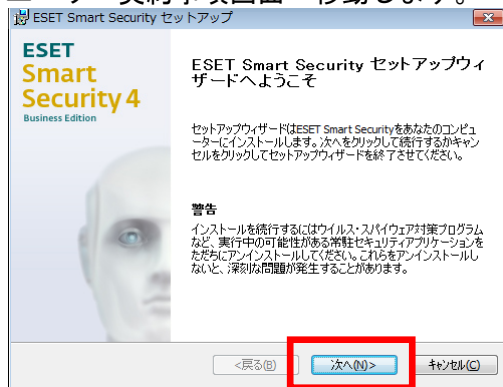 契約事項画面へ移動します。
ESET Smart Security セットアップ
ESET
Smart
Security 4
Business Edition
ESET Smart Security セットアップウィ
ザードへようこそ
セットアップウィザードはESET Smart Securityをあなたのコンピュ
ーターにインストールします。次へをクリックして続行するかキャン
セルをクリックしてセットアップウィザードを終了させてください。
警告
インストールを続行するにはウイルス・スパイウェア対策プログラム
など、実行中の可能性がある常駐セキュリティアプリケーションを
ただちにアンインストールしてください。これらをアンインストールし
ないと、深刻な問題が発生することがあります。
<戻る(B)
次へ(N)>
キャンセル(C)